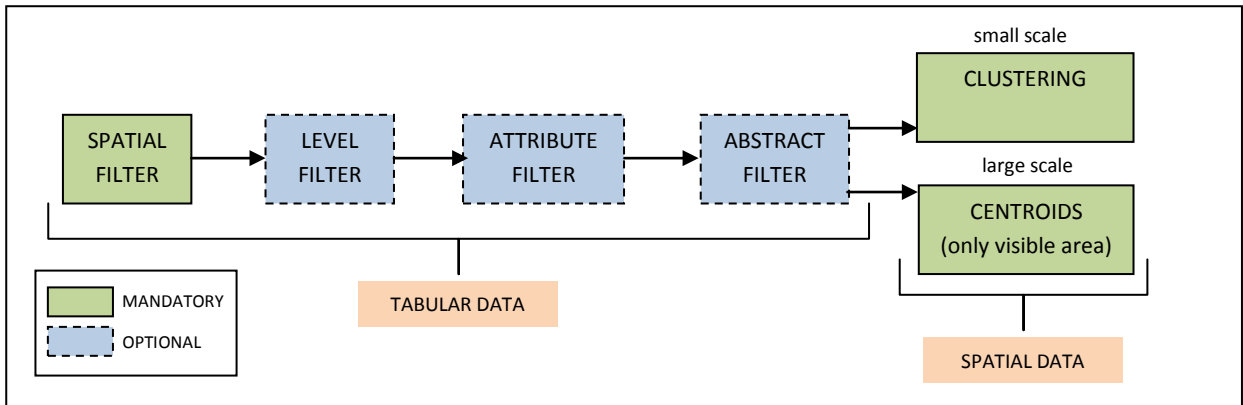 small scale
CLUSTERING
SPATIAL
FILTER
LEVEL
FILTER
ATTRIBUTE
FILTER
ABSTRACT
FILTER
large scale
CENTROIDS
(only visible area)
MANDATORY
OPTIONAL
TABULAR DATA
SPATIAL DATA